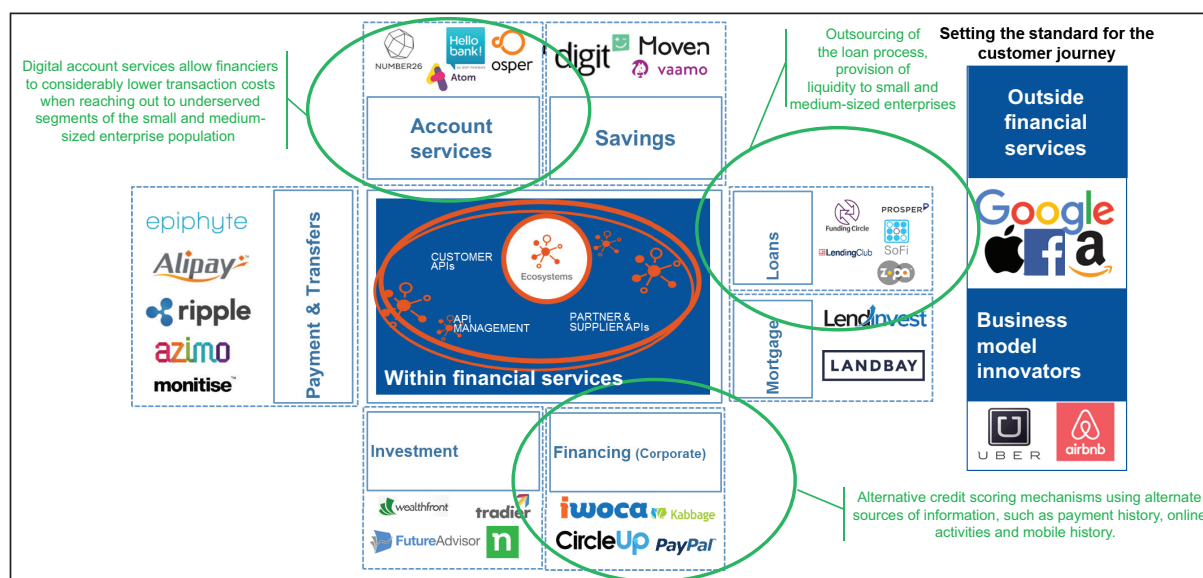 Digital account services allow financiers
to considerably lower transaction costs
when reaching out to underserved
segments of the small and medium-
sized enterprise population
NUMBER26
Hello
bank!
Atom
osper
Account
services
digit
Moven
vaamo
Savings
Outsourcing of
the loan process,
provision of
liquidity to small and
medium-sized enterprises
Setting the standard for the
customer journey
Outside
financial
services
Google
f
a
Business
model
innovators
UBER
airbnb
epiphyte
Alipay
ripple
azimo
monitise™
Payment & Transfers
CUSTOMER
APIs
Ecosystems
API
MANAGEMENT
PARTNER &
SUPPLIER APIs
Within financial services
Loans
Funding Circle
PROSPER
LendingClub
SoFi
zopa
Mortgage
LendInvest
LANDBAY
Investment
wealthfront
tradier
FutureAdvisor
n
Financing (Corporate)
iwoca
Kabbage
CircleUp
PayPal™
Alternative credit scoring mechanisms using alternate
sources of information, such as payment history, online
activities and mobile history.